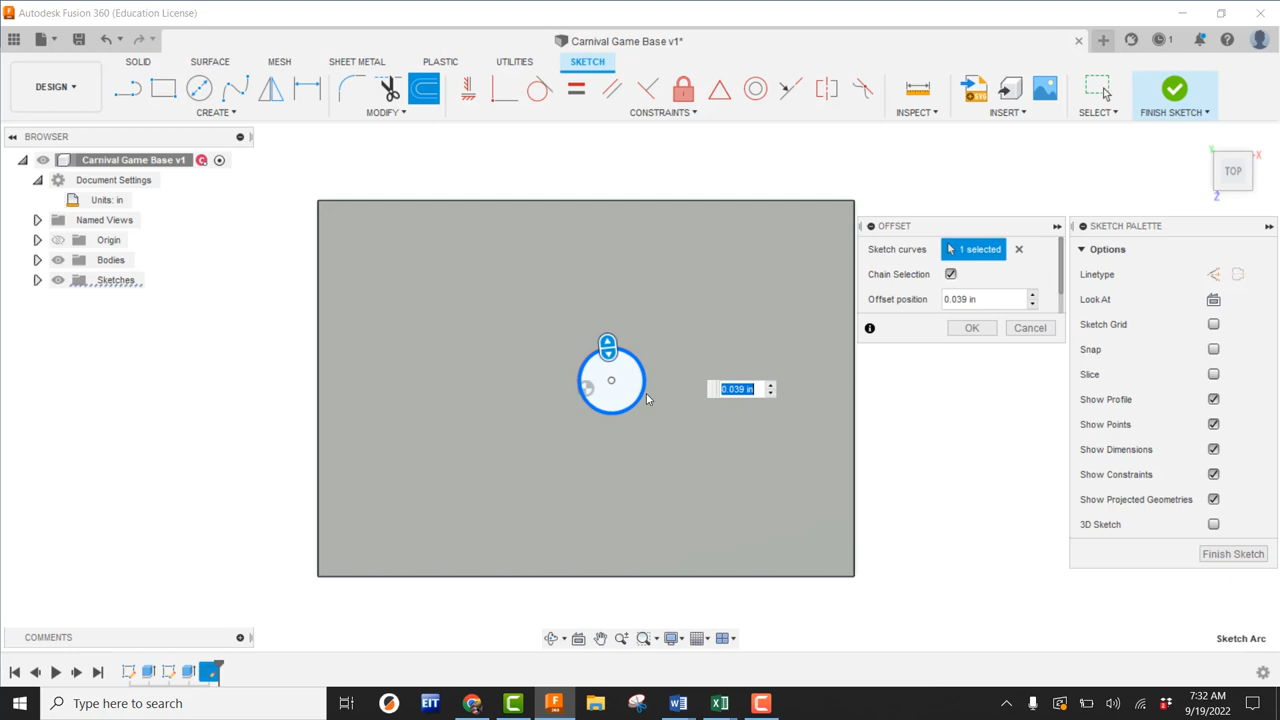 Autodesk Fusion 360 (Education License)
Carnival Game Base v1*
1
SOLID SURFACE MESH SHEET METAL PLASTIC UTILITIES SKETCH
DESIGN
CREATE MODIFY CONSTRAINTS INSPECT INSERT SELECT FINISH SKETCH
SVG
BROWSER
Carnival Game Base v1
Document Settings
Units: in
Named Views
Origin
Bodies
Sketches
Y
X
TOP
Z
OFFSET
Sketch curves 1 selected
Chain Selection
Offset position 0.039 in
OK Cancel
SKETCH PALETTE
Options
Linetype
Look At
Sketch Grid
Snap
Slice
Show Profile
Show Points
Show Dimensions
Show Constraints
Show Projected Geometries
3D Sketch
Finish Sketch
0.039 in
COMMENTS
Sketch Arc
Type here to search
EIT
7:32 AM
9/19/2022